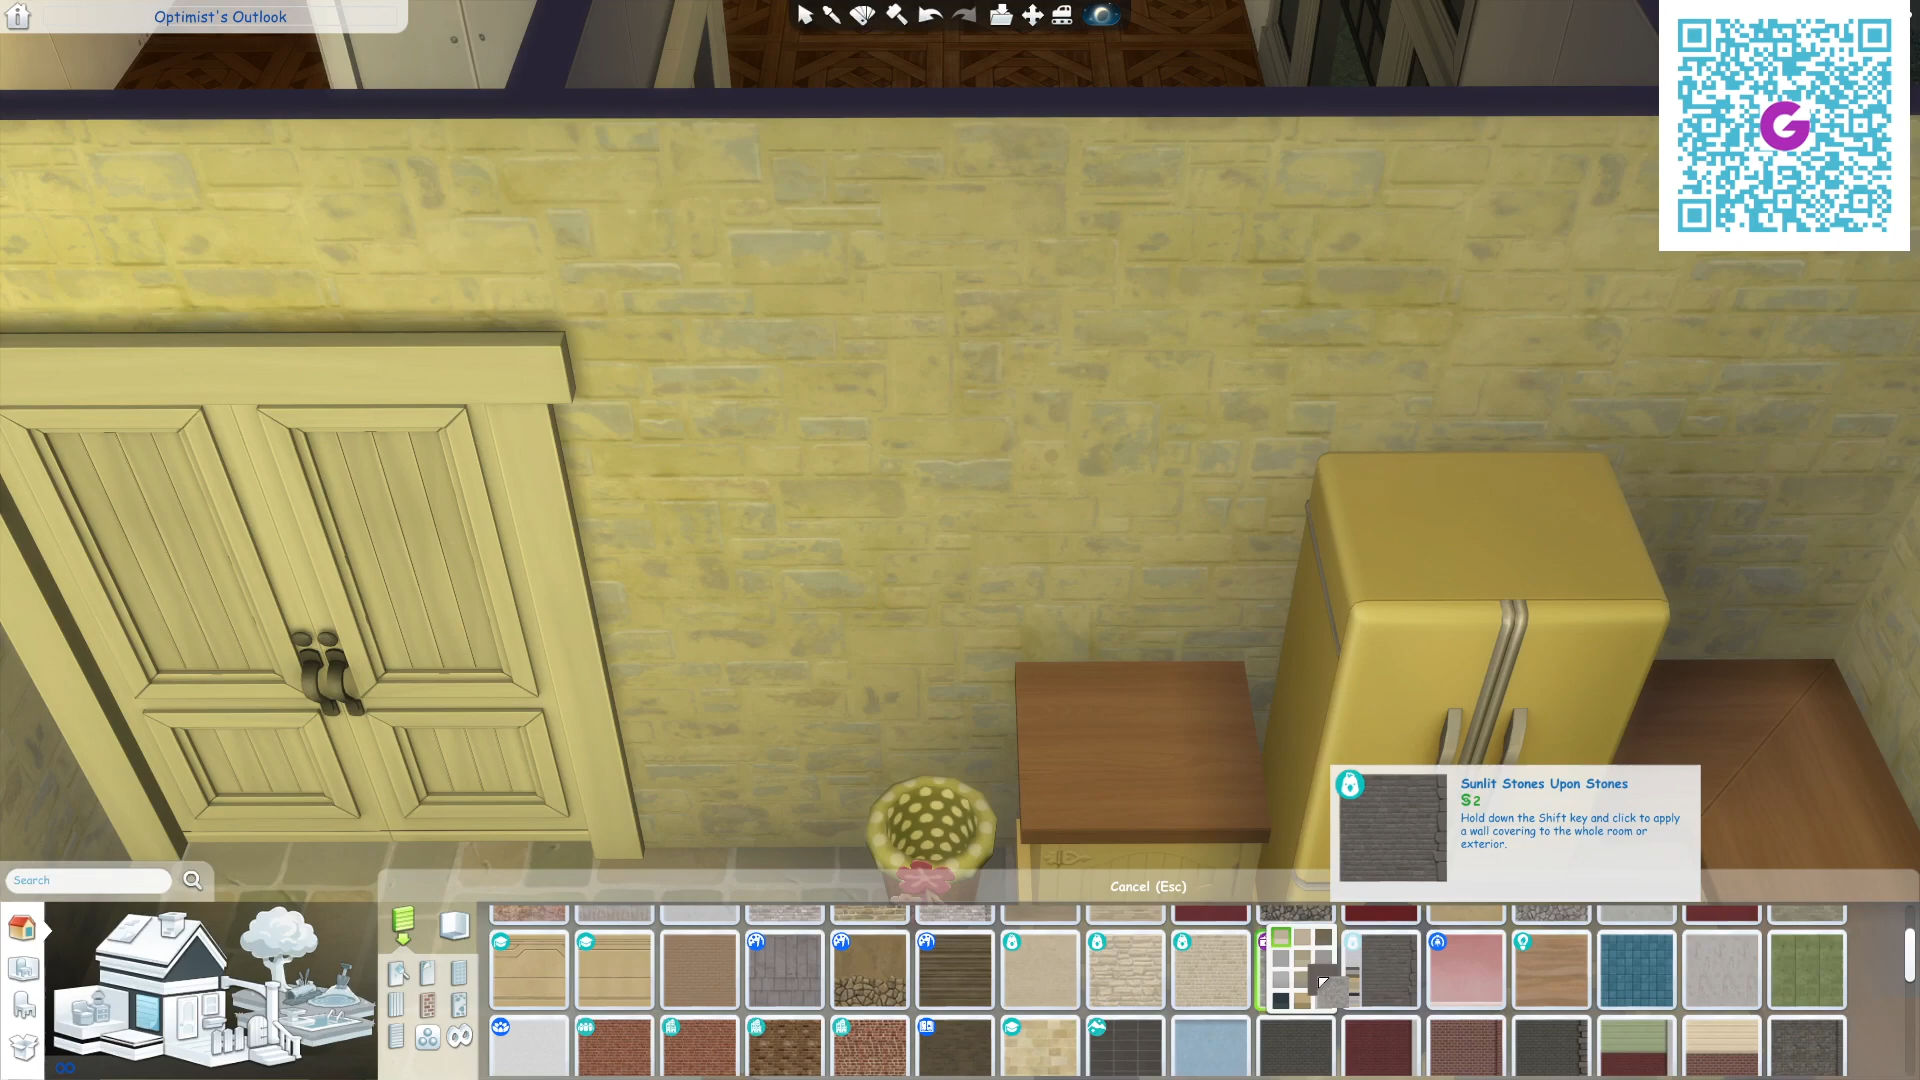 Optimist's Outlook
Sunlit Stones Upon Stones
§2
Hold down the Shift key and click to apply
a wall covering to the whole room or
exterior.
Search
Cancel (Esc)